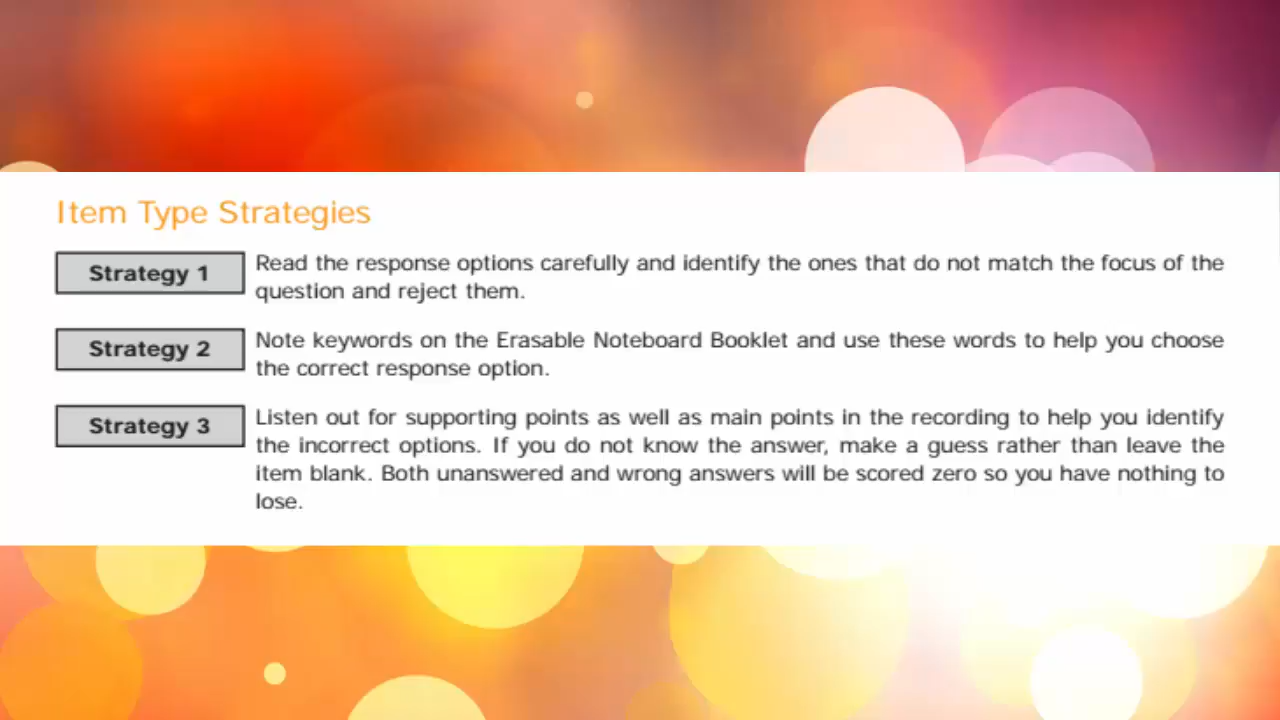 Item Type Strategies
Strategy 1
Read the response options carefully and identify the ones that do not match the focus of the
question and reject them.
Strategy 2
Note keywords on the Erasable Noteboard Booklet and use these words to help you choose
the correct response option.
Strategy 3
Listen out for supporting points as well as main points in the recording to help you identify
the incorrect options. If you do not know the answer, make a guess rather than leave the
item blank. Both unanswered and wrong answers will be scored zero so you have nothing to
lose.